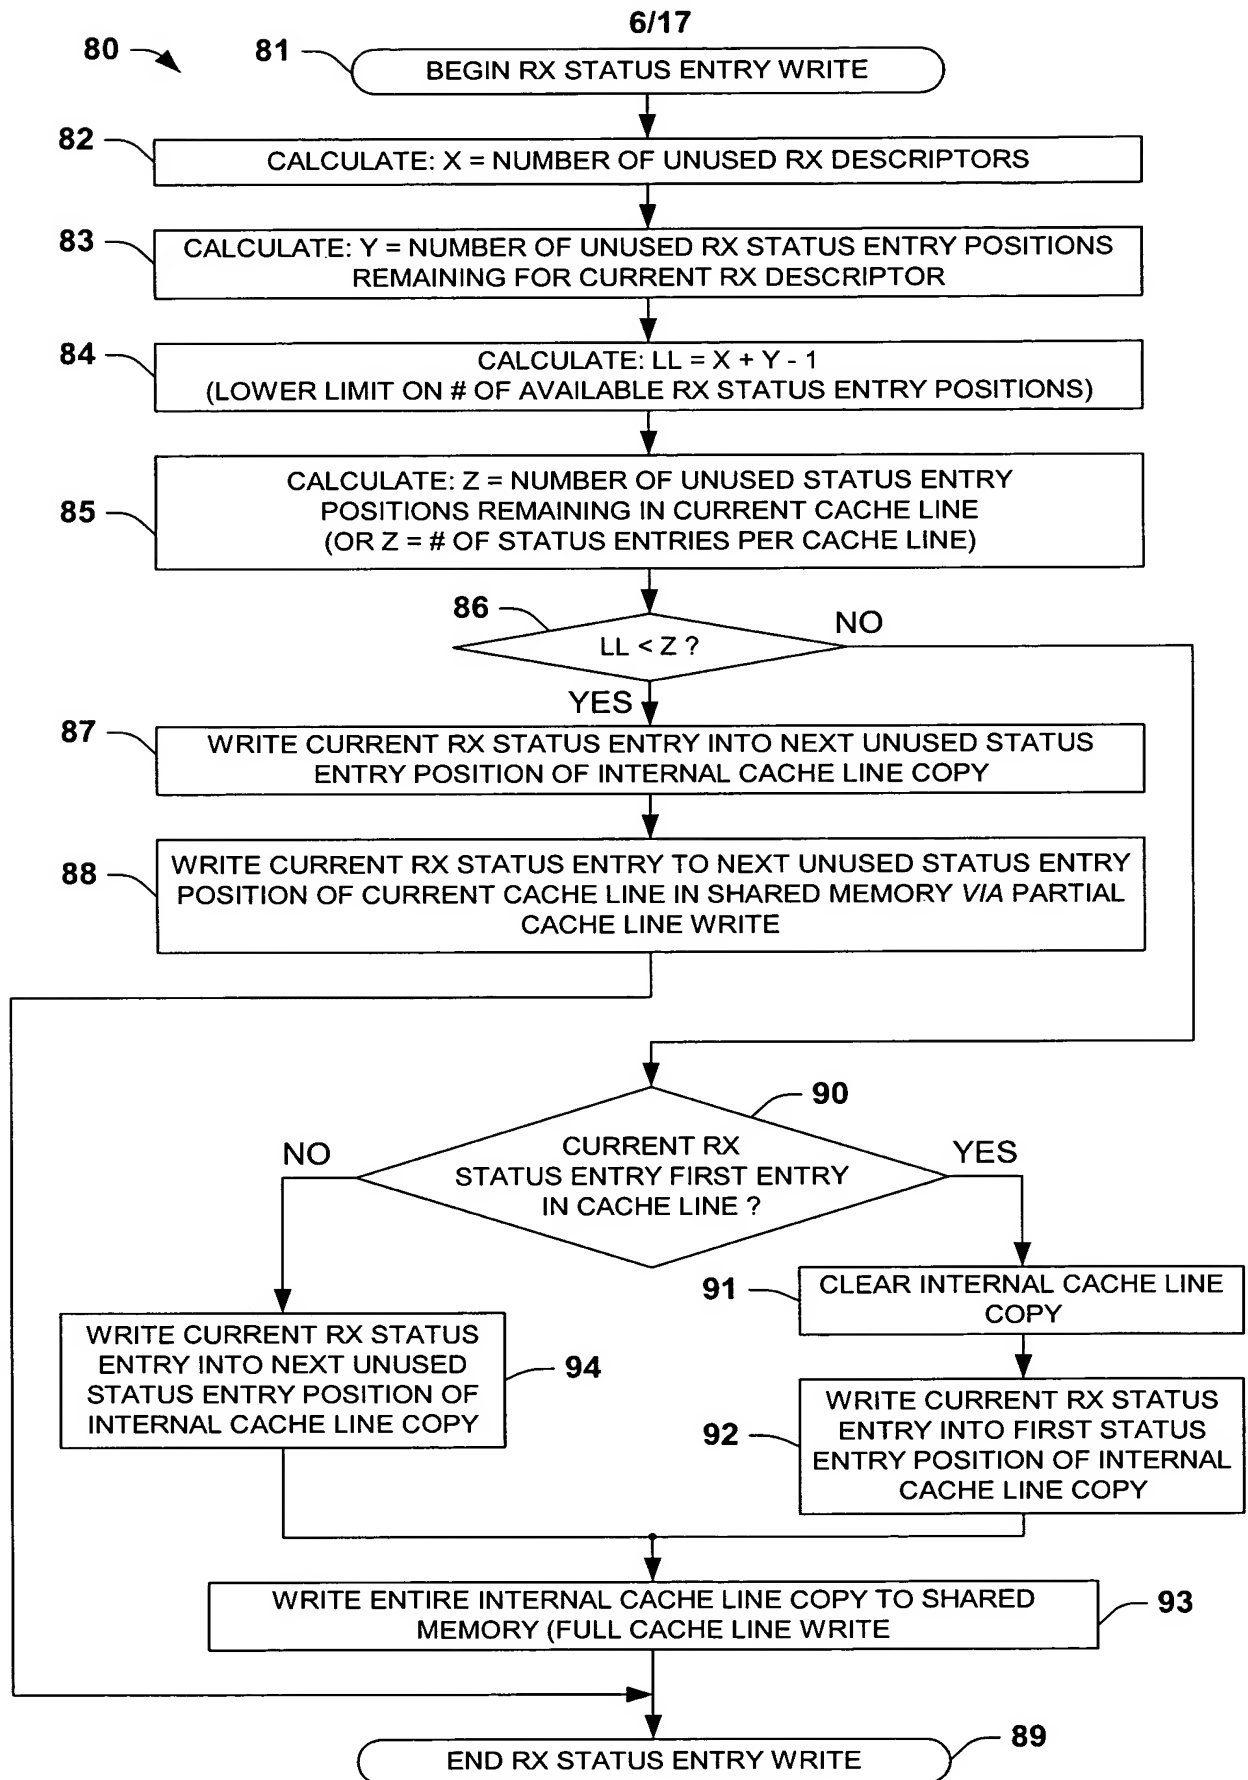 6/17
80
81
BEGIN RX STATUS ENTRY WRITE
82
CALCULATE: X = NUMBER OF UNUSED RX DESCRIPTORS
83
CALCULATE: Y = NUMBER OF UNUSED RX STATUS ENTRY POSITIONS
REMAINING FOR CURRENT RX DESCRIPTOR
84
CALCULATE: LL = X + Y - 1
(LOWER LIMIT ON # OF AVAILABLE RX STATUS ENTRY POSITIONS)
85
CALCULATE: Z = NUMBER OF UNUSED STATUS ENTRY
POSITIONS REMAINING IN CURRENT CACHE LINE
(OR Z = # OF STATUS ENTRIES PER CACHE LINE)
86
LL < Z ?
NO
YES
87
WRITE CURRENT RX STATUS ENTRY INTO NEXT UNUSED STATUS
ENTRY POSITION OF INTERNAL CACHE LINE COPY
88
WRITE CURRENT RX STATUS ENTRY TO NEXT UNUSED STATUS ENTRY
POSITION OF CURRENT CACHE LINE IN SHARED MEMORY VIA PARTIAL
CACHE LINE WRITE
90
CURRENT RX
STATUS ENTRY FIRST ENTRY
IN CACHE LINE ?
NO
YES
91
CLEAR INTERNAL CACHE LINE
COPY
WRITE CURRENT RX STATUS
ENTRY INTO NEXT UNUSED
STATUS ENTRY POSITION OF
INTERNAL CACHE LINE COPY
94
92
WRITE CURRENT RX STATUS
ENTRY INTO FIRST STATUS
ENTRY POSITION OF INTERNAL
CACHE LINE COPY
WRITE ENTIRE INTERNAL CACHE LINE COPY TO SHARED
MEMORY (FULL CACHE LINE WRITE
93
END RX STATUS ENTRY WRITE
89